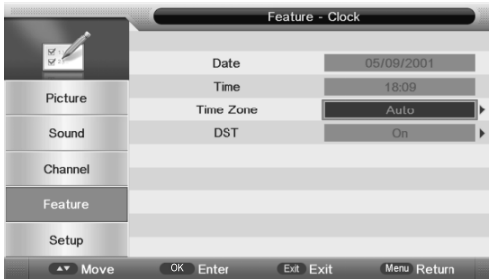 Feature - Clock
Date 05/09/2001
Time 18:09
Time Zone Auto
DST On
Picture
Sound
Channel
Feature
Setup
Move OK Enter Exit Exit Menu Return